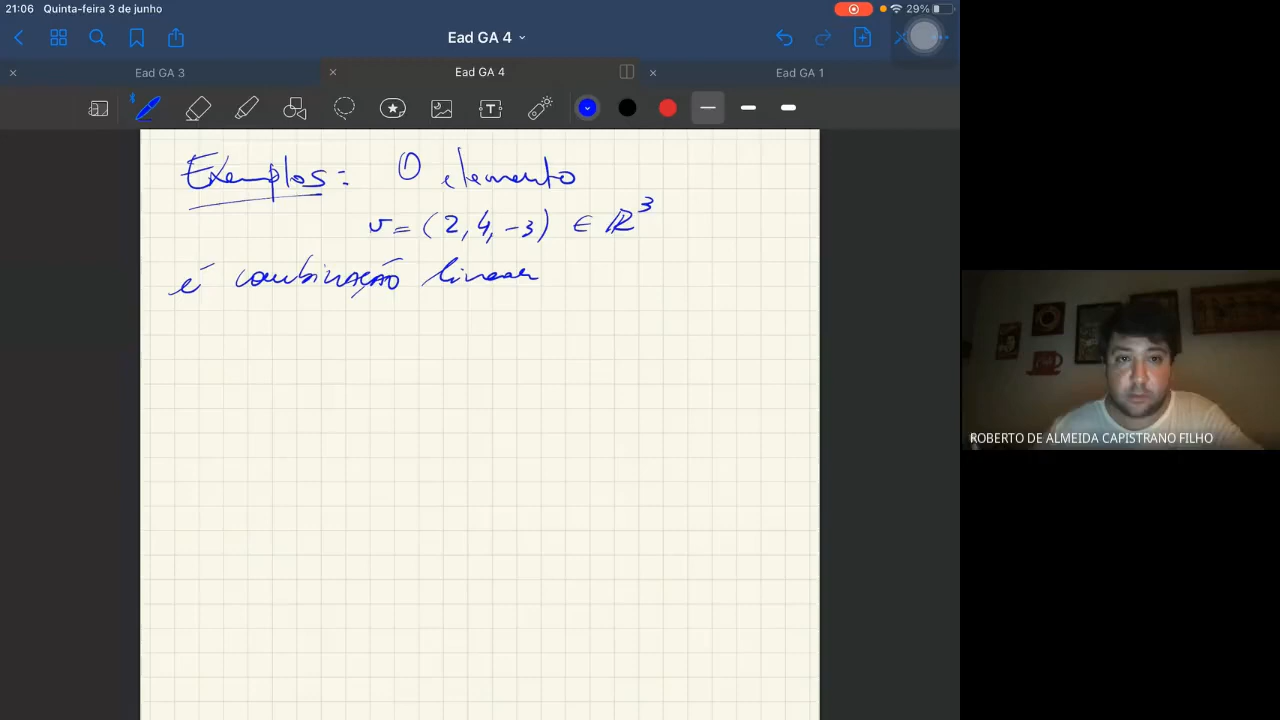 21:06 Quinta-feira 3 de junho
29%
Ead GA 4
Ead GA 3
Ead GA 4
Ead GA 1
Exemplos: ① elemento
v = (2, 4, -3) ∈ ℝ³
é combinação linear
ROBERTO DE ALMEIDA CAPISTRANO FILHO